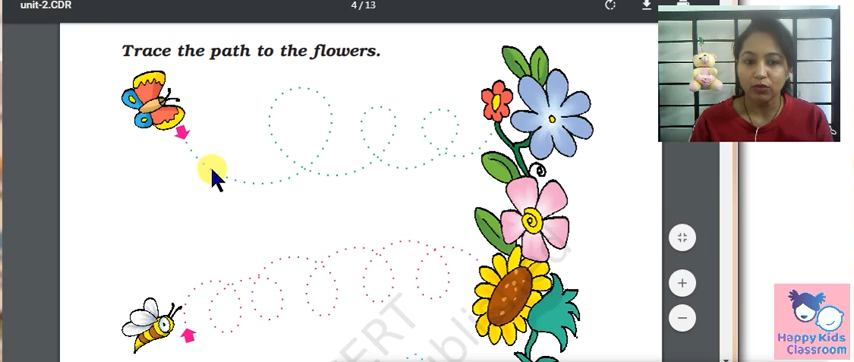 unit-2.CDR
4 / 13
Trace the path to the flowers.
Happy Kids
Classroom